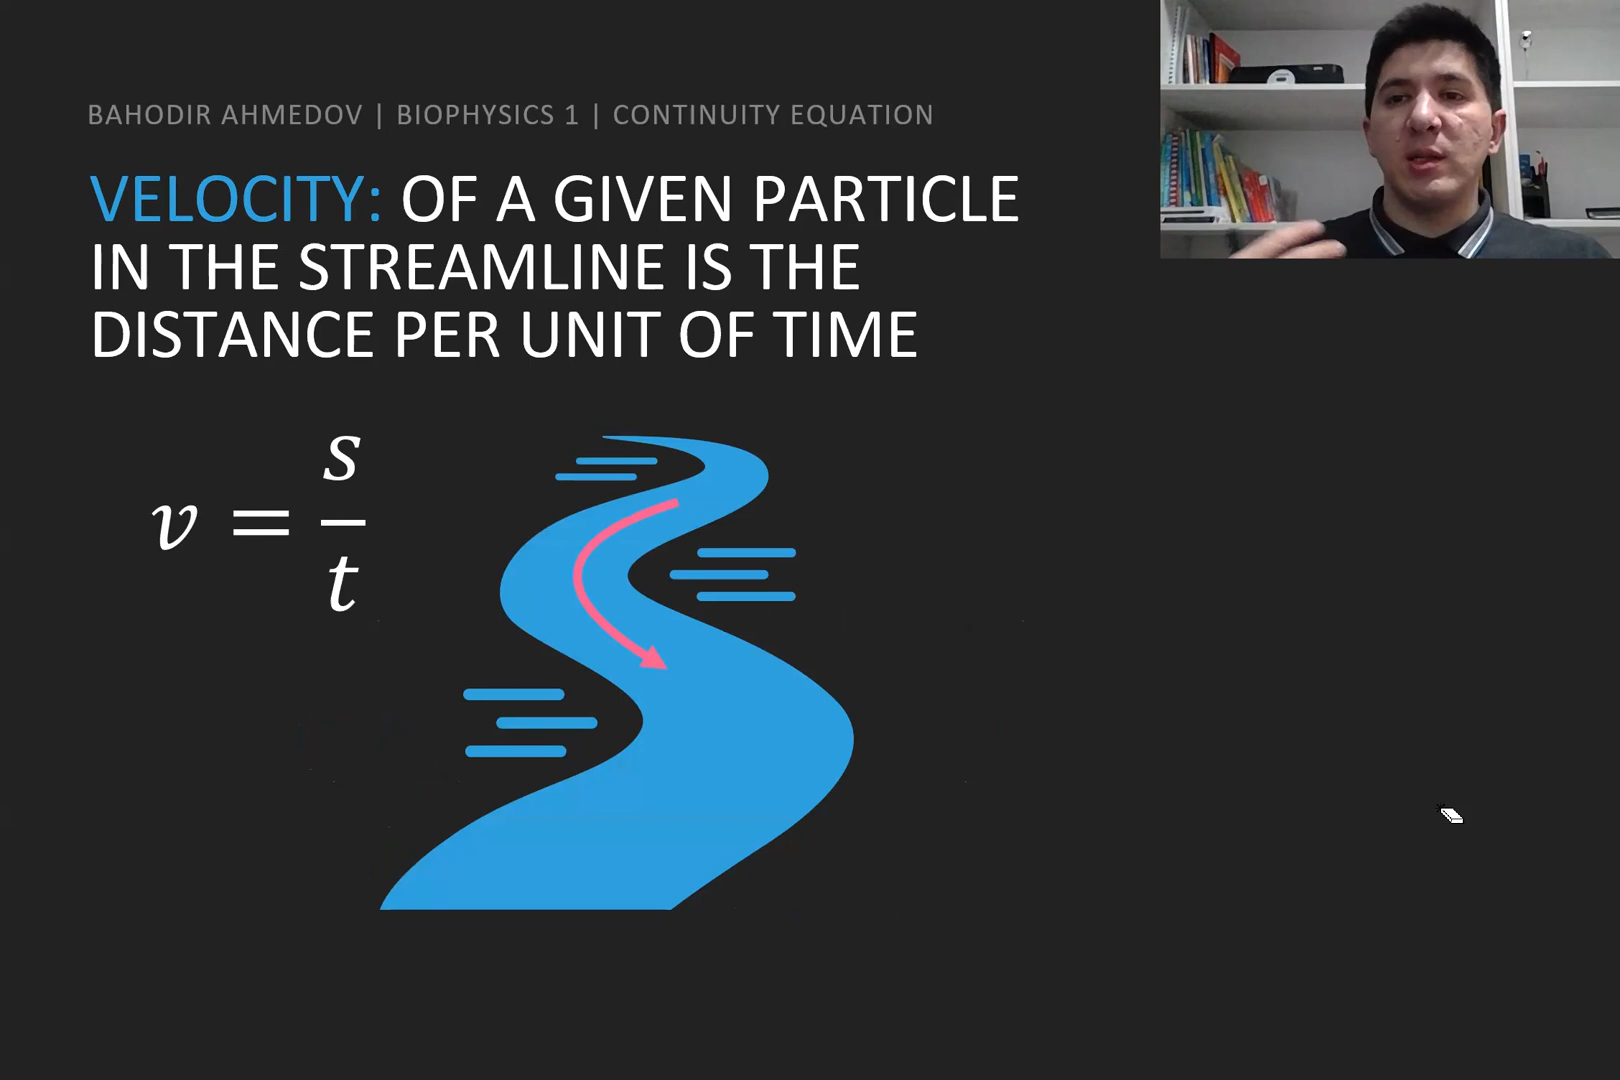 BAHODIR AHMEDOV | BIOPHYSICS 1 | CONTINUITY EQUATION
VELOCITY: OF A GIVEN PARTICLE
IN THE STREAMLINE IS THE
DISTANCE PER UNIT OF TIME
v = s/t